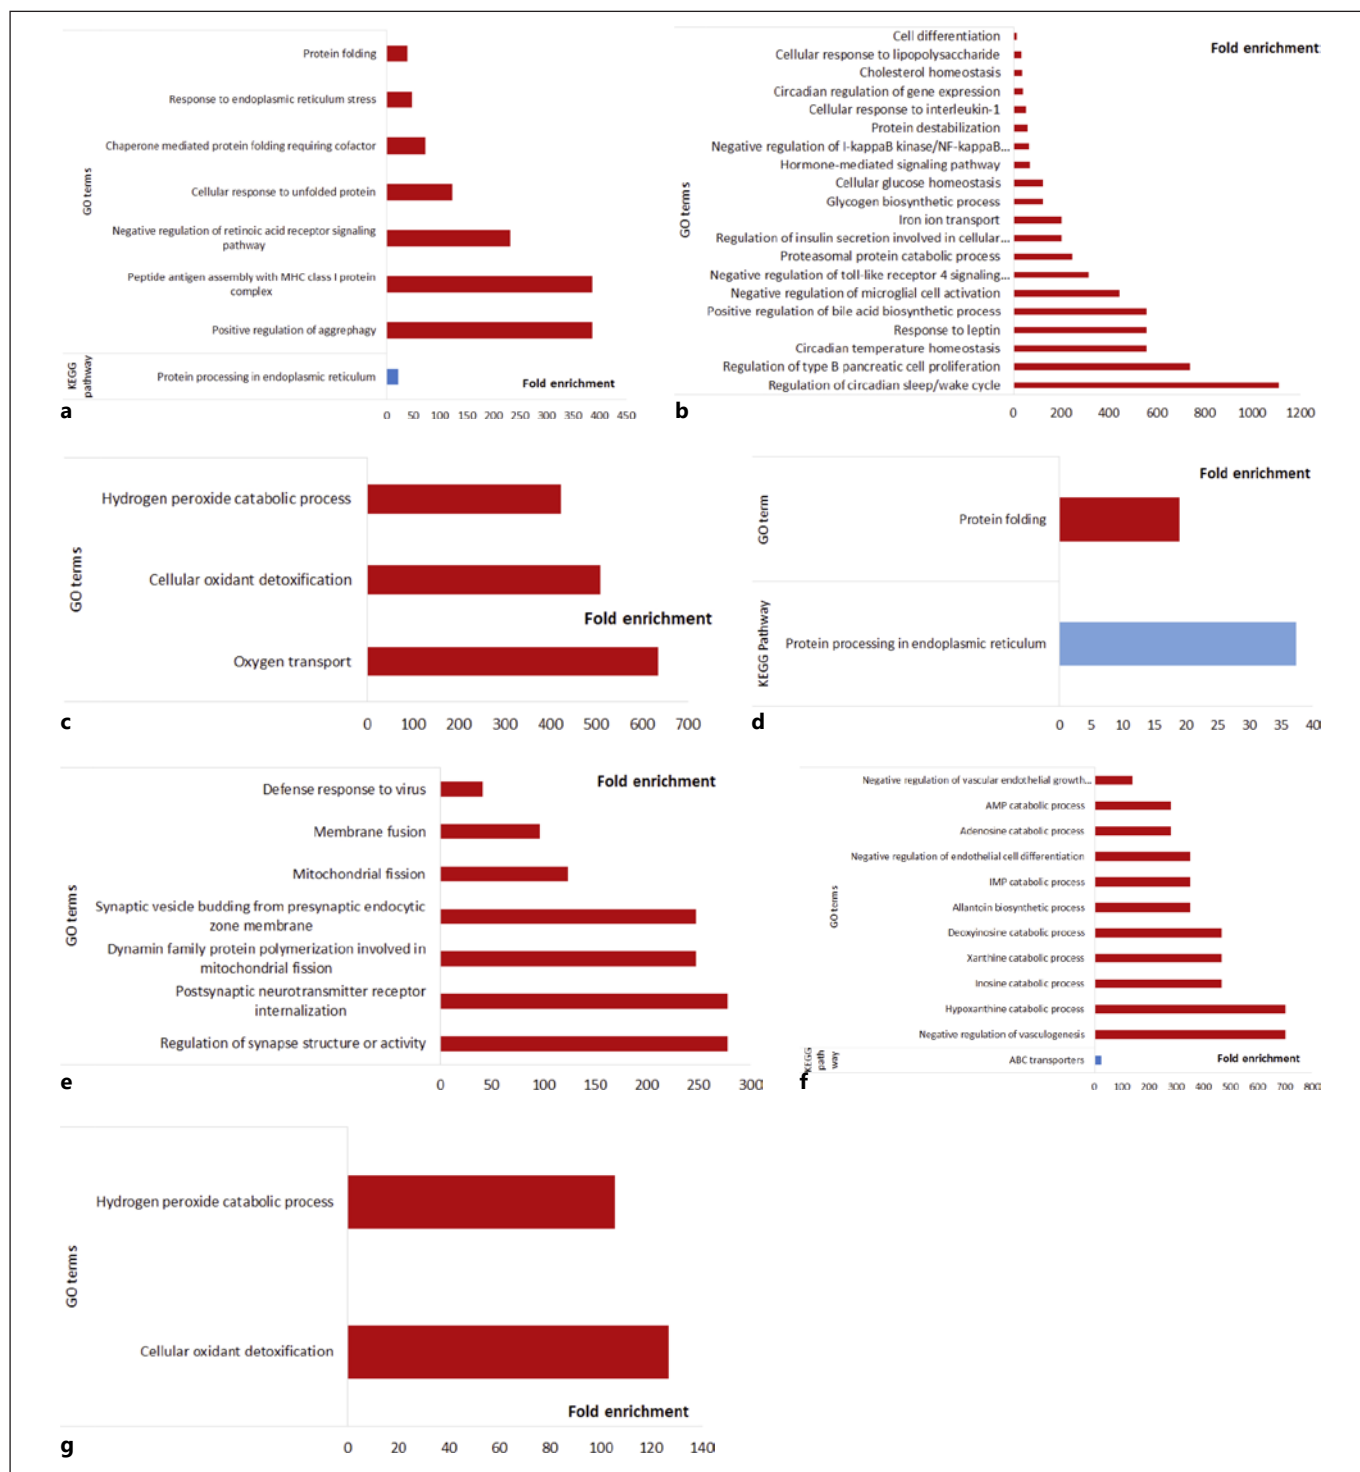 Protein folding
Response to endoplasmic reticulum stress
Chaperone mediated protein folding requiring cofactor
Cellular response to unfolded protein
Negative regulation of retinoic acid receptor signaling
pathway
Peptide antigen assembly with MHC class I protein
complex
Positive regulation of aggrephagy
GO terms
Protein processing in endoplasmic reticulum
KEGG
pathway
Fold enrichment
0 50 100 150 200 250 300 350 400 450
a
Fold enrichment
Cell differentiation
Cellular response to lipopolysaccharide
Cholesterol homeostasis
Circadian regulation of gene expression
Cellular response to interleukin-1
Protein destabilization
Negative regulation of I-kappaB kinase/NF-kappaB...
Hormone-mediated signaling pathway
Cellular glucose homeostasis
Glycogen biosynthetic process
Iron ion transport
Regulation of insulin secretion involved in cellular...
Proteasomal protein catabolic process
Negative regulation of toll-like receptor 4 signaling...
Negative regulation of microglial cell activation
Positive regulation of bile acid biosynthetic process
Response to leptin
Circadian temperature homeostasis
Regulation of type B pancreatic cell proliferation
Regulation of circadian sleep/wake cycle
GO terms
0 200 400 600 800 1000 1200
b
Hydrogen peroxide catabolic process
Cellular oxidant detoxification
Oxygen transport
GO terms
Fold enrichment
0 100 200 300 400 500 600 700
c
Fold enrichment
Protein folding
GO term
Protein processing in endoplasmic reticulum
KEGG Pathway
0 5 10 15 20 25 30 35 40
d
Fold enrichment
Defense response to virus
Membrane fusion
Mitochondrial fission
Synaptic vesicle budding from presynaptic endocytic
zone membrane
Dynamin family protein polymerization involved in
mitochondrial fission
Postsynaptic neurotransmitter receptor
internalization
Regulation of synapse structure or activity
GO terms
0 50 100 150 200 250 300
e
Negative regulation of vascular endothelial growth...
AMP catabolic process
Adenosine catabolic process
Negative regulation of endothelial cell differentiation
IMP catabolic process
Allantoin biosynthetic process
Deoxyinosine catabolic process
Xanthine catabolic process
Inosine catabolic process
Hypoxanthine catabolic process
Negative regulation of vasculogenesis
GO terms
ABC transporters
KEGG
path
way
Fold enrichment
0 100 200 300 400 500 600 700 800
f
Hydrogen peroxide catabolic process
Cellular oxidant detoxification
GO terms
Fold enrichment
0 20 40 60 80 100 120 140
g